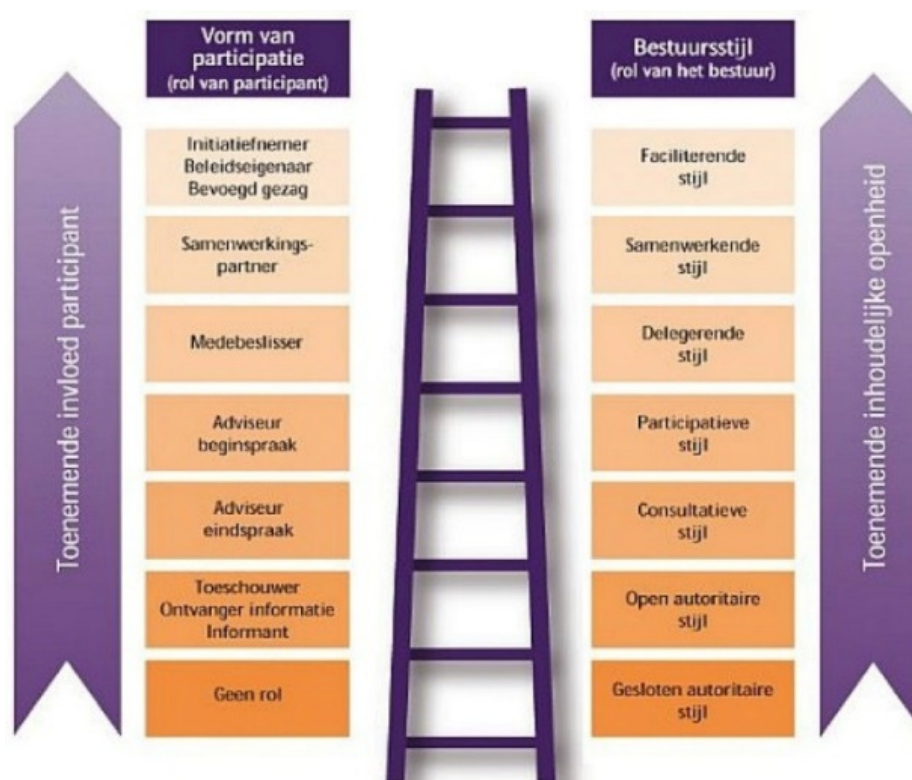 Vorm van
participatie
(rol van participant)
Bestuursstijl
(rol van het bestuur)
Toenemende invloed participant
Initiatiefnemer
Beleidseigenaar
Bevoegd gezag
Faciliterende
stijl
Samenwerkings-
partner
Samenwerkende
stijl
Medebeslisser
Delegerende
stijl
Adviseur
beginspraak
Participatieve
stijl
Adviseur
eindspraak
Consultatieve
stijl
Toeschouwer
Ontvanger informatie
Informant
Open autoritaire
stijl
Geen rol
Gesloten autoritaire
stijl
Toenemende inhoudelijke openheid